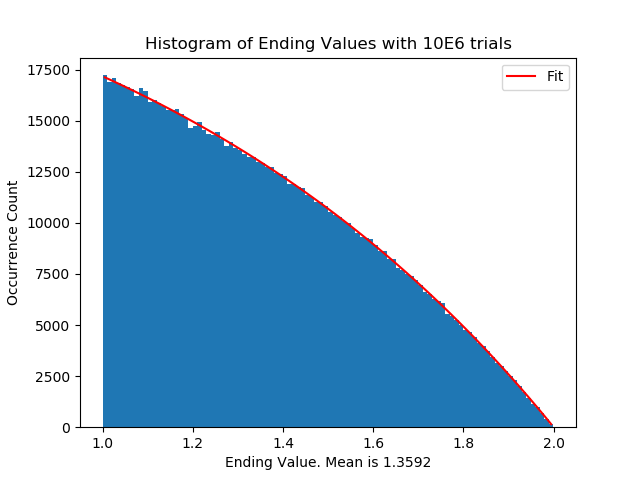 Histogram of Ending Values with 10E6 trials
Fit
17500
15000
12500
10000
7500
5000
2500
0
Occurrence Count
1.0 1.2 1.4 1.6 1.8 2.0
Ending Value. Mean is 1.3592